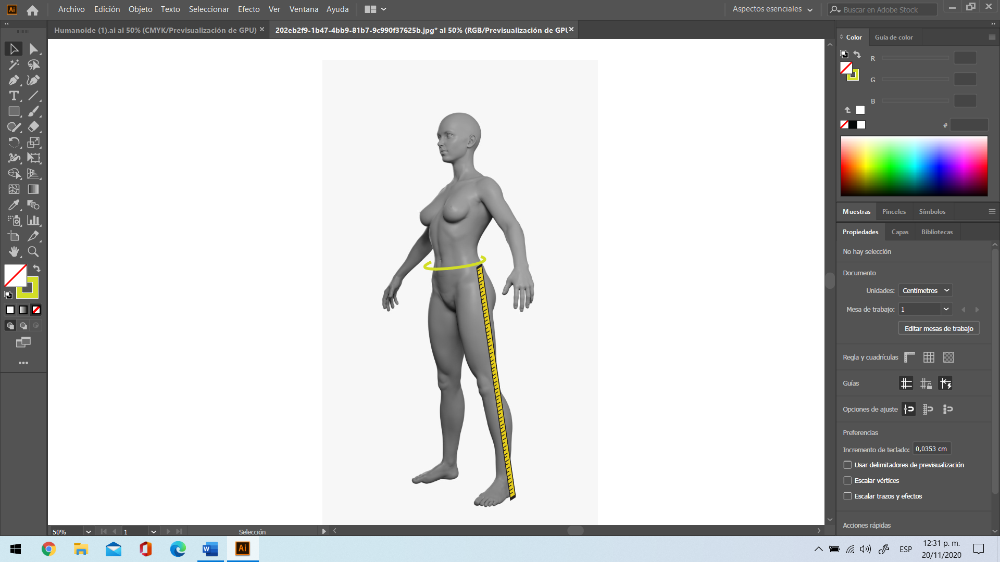 Ai Archivo Edición Objeto Texto Seleccionar Efecto Ver Ventana Ayuda Aspectos esenciales Buscar en Adobe Stock
Humanoide (1).ai al 50% (CMYK/Previsualización de GPU) 202eb2f9-1b47-4bb9-81b7-9c990f37625b.jpg* al 50% (RGB/Previsualización de GPU
Color Guía de color
R
G
B
#
Muestras Pinceles Símbolos
Propiedades Capas Bibliotecas
No hay selección
Documento
Unidades: Centímetros
Mesa de trabajo: 1
Editar mesas de trabajo
Regla y cuadrículas
Guías
Opciones de ajuste
Preferencias
Incremento de teclado: 0,0353 cm
Usar delimitadores de previsualización
Escalar vértices
Escalar trazos y efectos
Acciones rápidas
50% 1 Selección
W Ai ESP 12:31 p. m.
20/11/2020